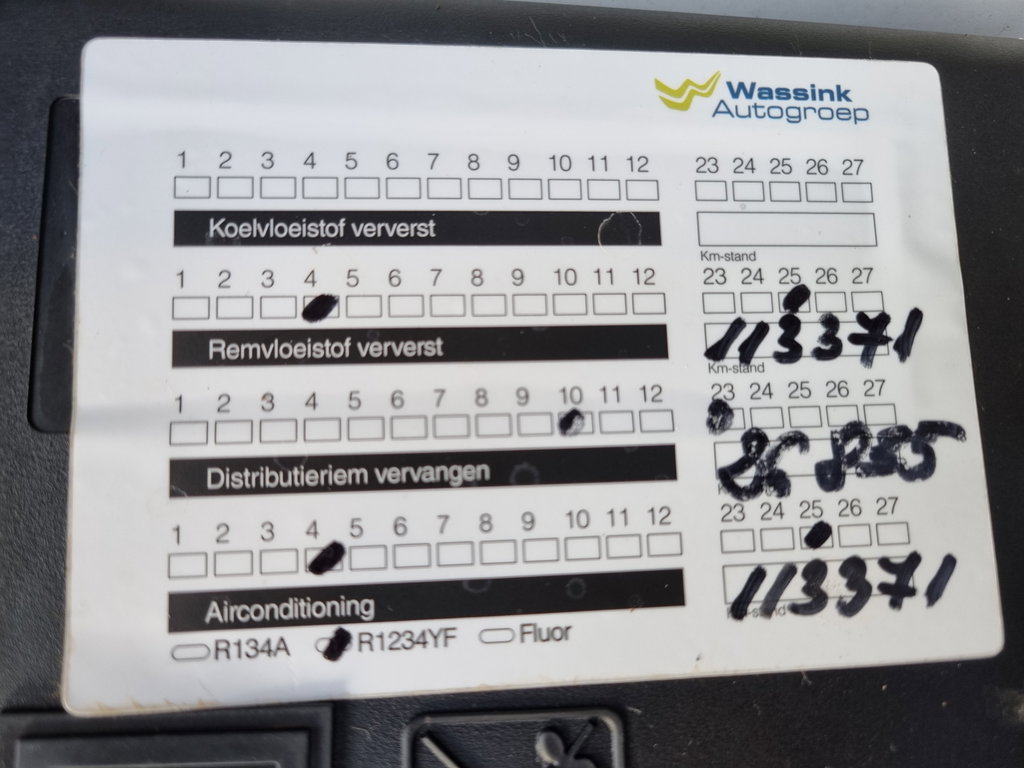 Wassink
Autogroep
1 2 3 4 5 6 7 8 9 10 11 12 23 24 25 26 27
Koelvloeistof ververst
Km-stand
1 2 3 4 5 6 7 8 9 10 11 12 23 24 25 26 27
Remvloeistof ververst 113371
Km-stand
1 2 3 4 5 6 7 8 9 10 11 12 23 24 25 26 27
Distributieriem vervangen
1 2 3 4 5 6 7 8 9 10 11 12 23 24 25 26 27
Airconditioning 113371
Km-stand
R134A R1234YF Fluor